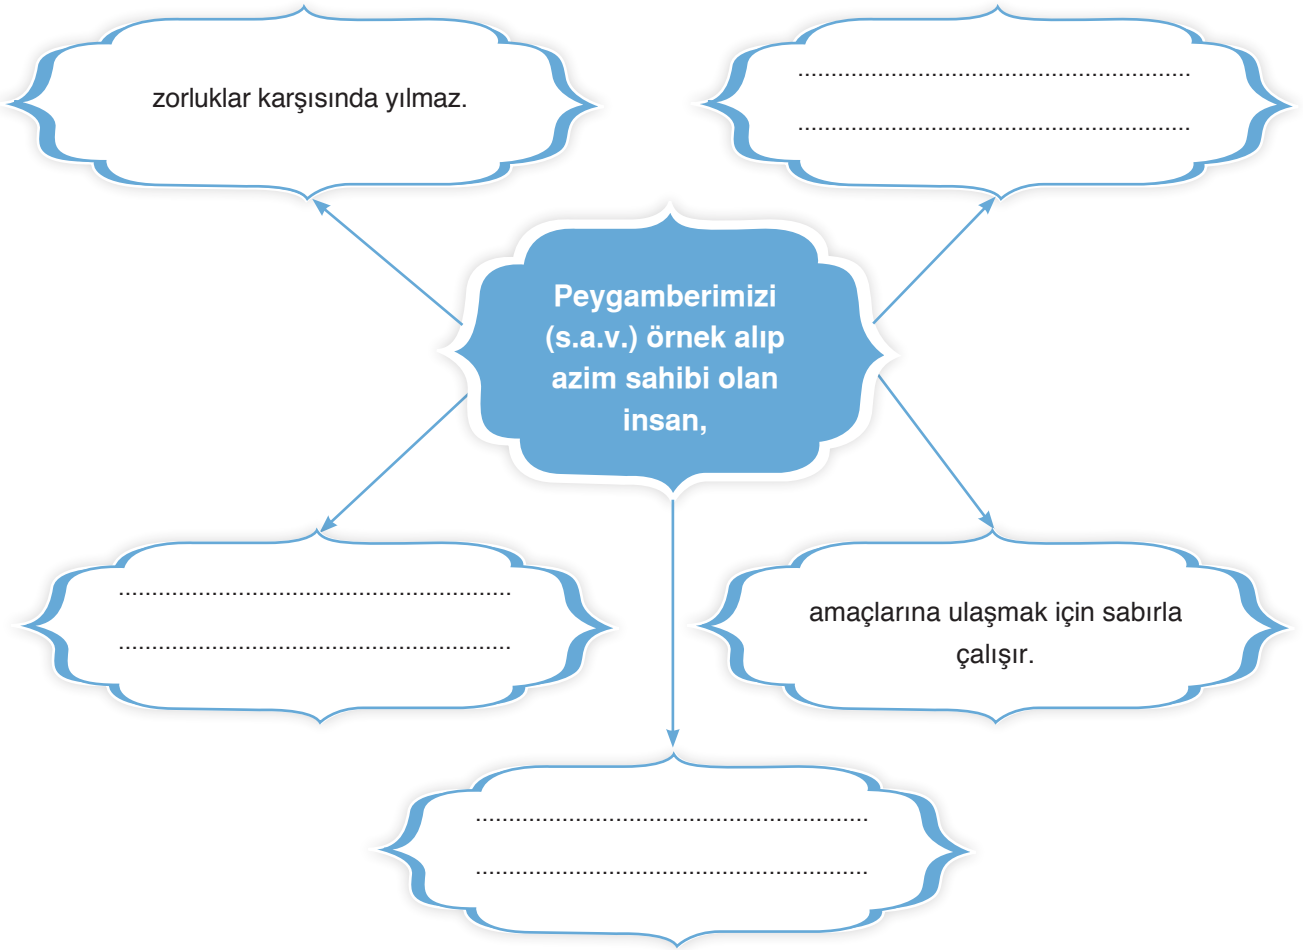 zorluklar karşısında yılmaz.
............................................................
............................................................
Peygamberimizi
(s.a.v.) örnek alıp
azim sahibi olan
insan,
............................................................
............................................................
amaçlarına ulaşmak için sabırla
çalışır.
............................................................
............................................................